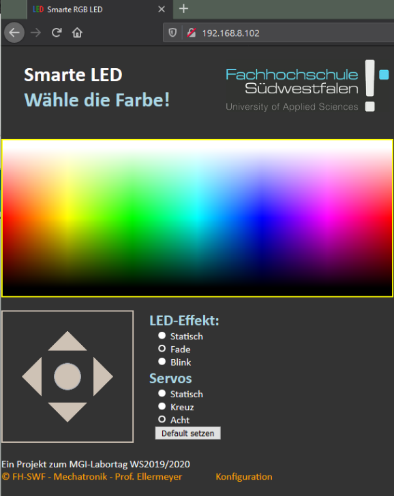 Smarte RGB LED
192.168.8.102
Smarte LED
Wähle die Farbe!
Fachhochschule
Südwestfalen
University of Applied Sciences
LED-Effekt:
Statisch
Fade
Blink
Servos
Statisch
Kreuz
Acht
Default setzen
Ein Projekt zum MGI-Labortag WS2019/2020
© FH-SWF - Mechatronik - Prof. Ellermeyer Konfiguration